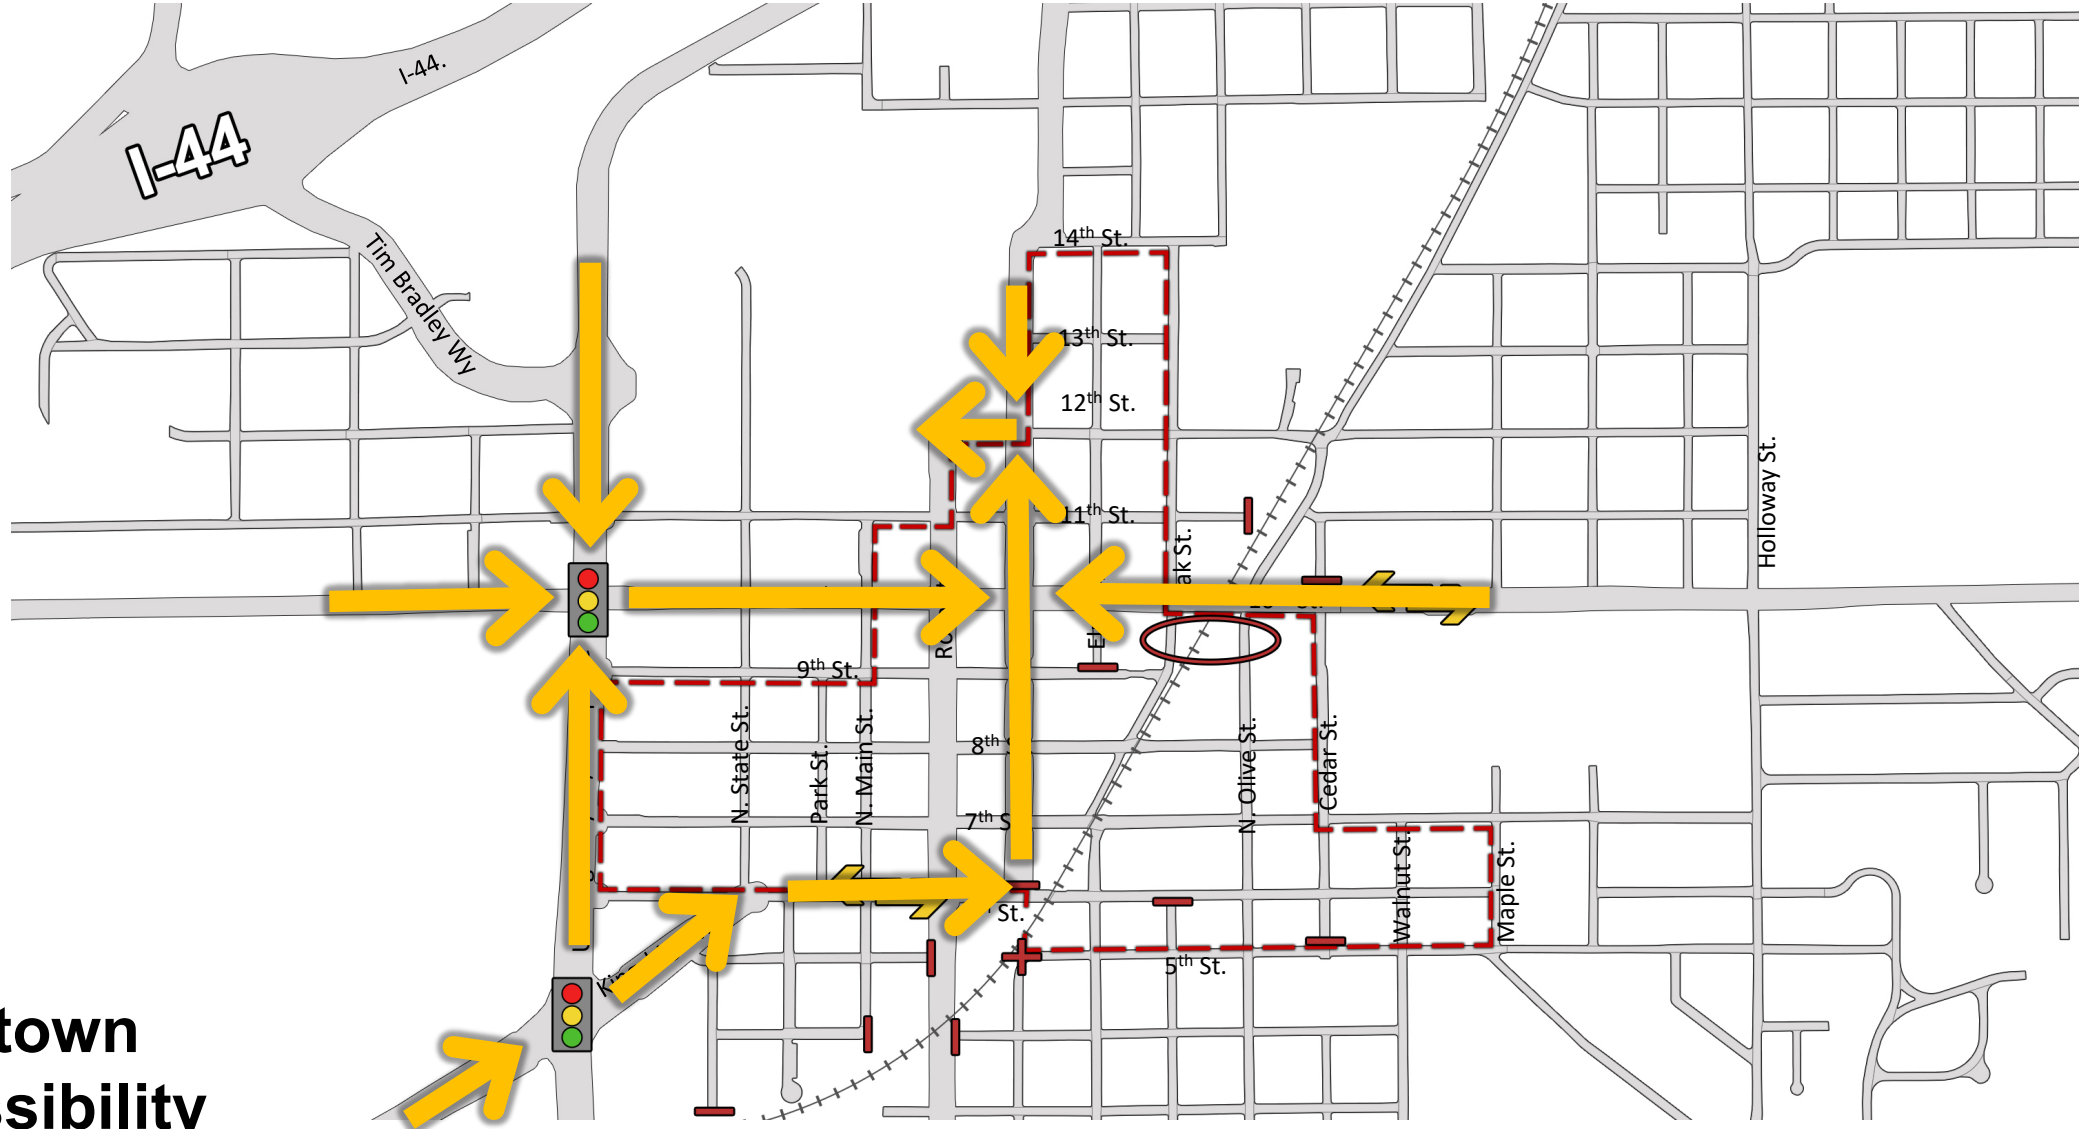 I-44.
I-44
Tim Bradley Wy
14th St.
13th St.
12th St.
11th St.
Holloway St.
9th St.
8th
7th
N. State St.
Park St.
N. Main St.
N. Olive St.
Cedar St.
Walnut St.
Maple St.
St.
5th St.
town
ssibility